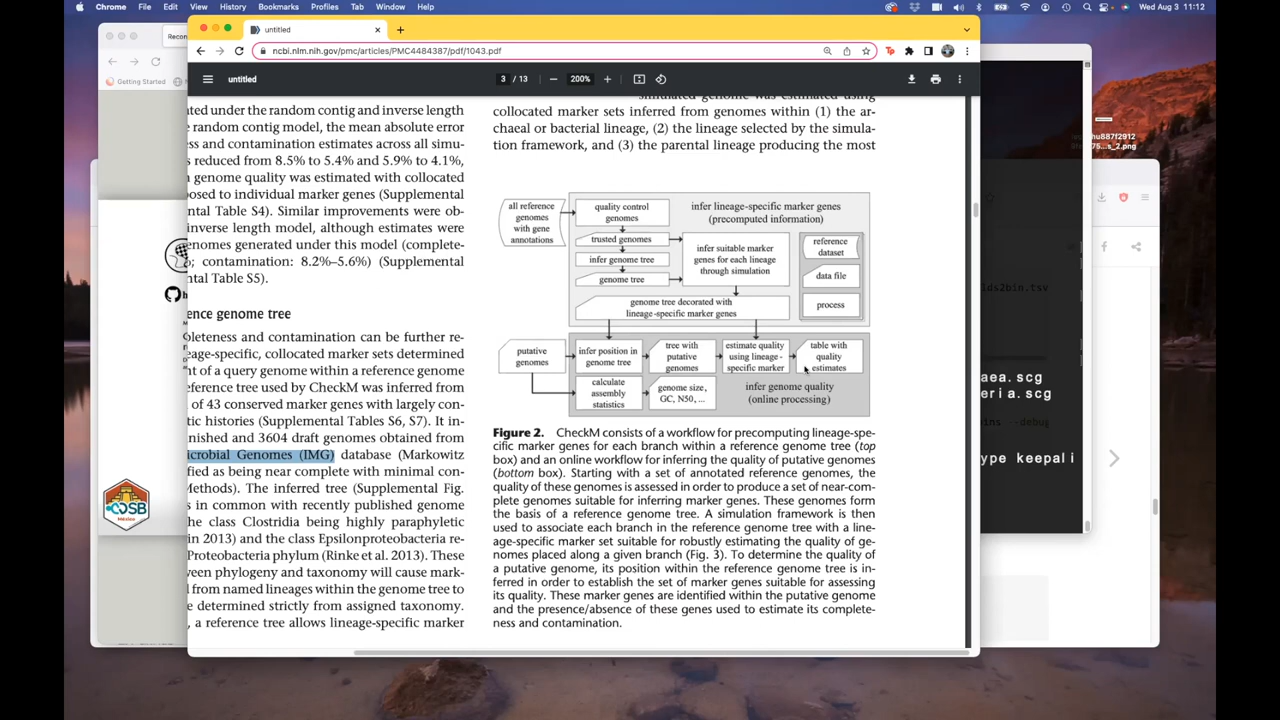 Chrome File Edit View History Bookmarks Profiles Tab Window Help
Wed Aug 3 11:12
untitled
Recon
Getting Started
ncbi.nlm.nih.gov/pmc/articles/PMC4484387/pdf/1043.pdf
untitled
3 / 13
200%
ated under the random contig and inverse length
e random contig model, the mean absolute error
ss and contamination estimates across all simu-
s reduced from 8.5% to 5.4% and 5.9% to 4.1%,
n genome quality was estimated with collocated
posed to individual marker genes (Supplemental
ntal Table S4). Similar improvements were ob-
inverse length model, although estimates were
enomes generated under this model (complete-
contamination: 8.2%–5.6%) (Supplemental
ntal Table S5).
ence genome tree
pleteness and contamination can be further re-
eage-specific, collocated marker sets determined
nt of a query genome within a reference genome
eference tree used by CheckM was inferred from
of 43 conserved marker genes with largely con-
tic histories (Supplemental Tables S6, S7). It in-
nished and 3604 draft genomes obtained from
icrobial Genomes (IMG) database (Markowitz
fied as being near complete with minimal con-
Methods). The inferred tree (Supplemental Fig.
s in common with recently published genome
he class Clostridia being highly paraphyletic
in 2013) and the class Epsilonproteobacteria re-
Proteobacteria phylum (Rinke et al. 2013). These
ween phylogeny and taxonomy will cause mark-
from named lineages within the genome tree to
e determined strictly from assigned taxonomy.
, a reference tree allows lineage-specific marker
simulated genome was estimated using
collocated marker sets inferred from genomes within (1) the ar-
chaeal or bacterial lineage, (2) the lineage selected by the simula-
tion framework, and (3) the parental lineage producing the most
all reference
genomes
with gene
annotations
quality control
genomes
trusted genomes
infer genome tree
genome tree
infer lineage-specific marker genes
(precomputed information)
infer suitable marker
genes for each lineage
through simulation
reference
dataset
data file
process
genome tree decorated with
lineage-specific marker genes
putative
genomes
infer position in
genome tree
tree with
putative
genomes
estimate quality
using lineage-
specific marker
table with
quality
estimates
calculate
assembly
statistics
genome size,
GC, N50, ...
infer genome quality
(online processing)
Figure 2. CheckM consists of a workflow for precomputing lineage-spe-
cific marker genes for each branch within a reference genome tree (top
box) and an online workflow for inferring the quality of putative genomes
(bottom box). Starting with a set of annotated reference genomes, the
quality of these genomes is assessed in order to produce a set of near-com-
plete genomes suitable for inferring marker genes. These genomes form
the basis of a reference genome tree. A simulation framework is then
used to associate each branch in the reference genome tree with a line-
age-specific marker set suitable for robustly estimating the quality of ge-
nomes placed along a given branch (Fig. 3). To determine the quality of
a putative genome, its position within the reference genome tree is in-
ferred in order to establish the set of marker genes suitable for assessing
its quality. These marker genes are identified within the putative genome
and the presence/absence of these genes used to estimate its complete-
ness and contamination.
s_2.png
lds2bin.tsv
aea.scg
eria.scg
ype keepali
México